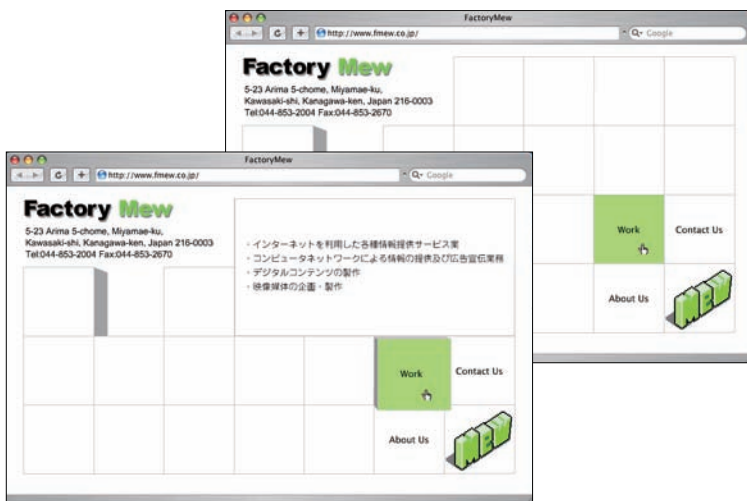 FactoryMew
http://www.fmew.co.jp/
Google
Factory Mew
5-23 Arima 5-chome, Miyamae-ku,
Kawasaki-shi, Kanagawa-ken, Japan 216-0003
Tel:044-853-2004 Fax:044-853-2670
Work
Contact Us
About Us
MEW
FactoryMew
http://www.fmew.co.jp/
Google
Factory Mew
5-23 Arima 5-chome, Miyamae-ku,
Kawasaki-shi, Kanagawa-ken, Japan 216-0003
Tel:044-853-2004 Fax:044-853-2670
・インターネットを利用した各種情報提供サービス業
・コンピュータネットワークによる情報の提供及び広告宣伝業務
・デジタルコンテンツの製作
・映像媒体の企画・製作
Work
Contact Us
About Us
MEW